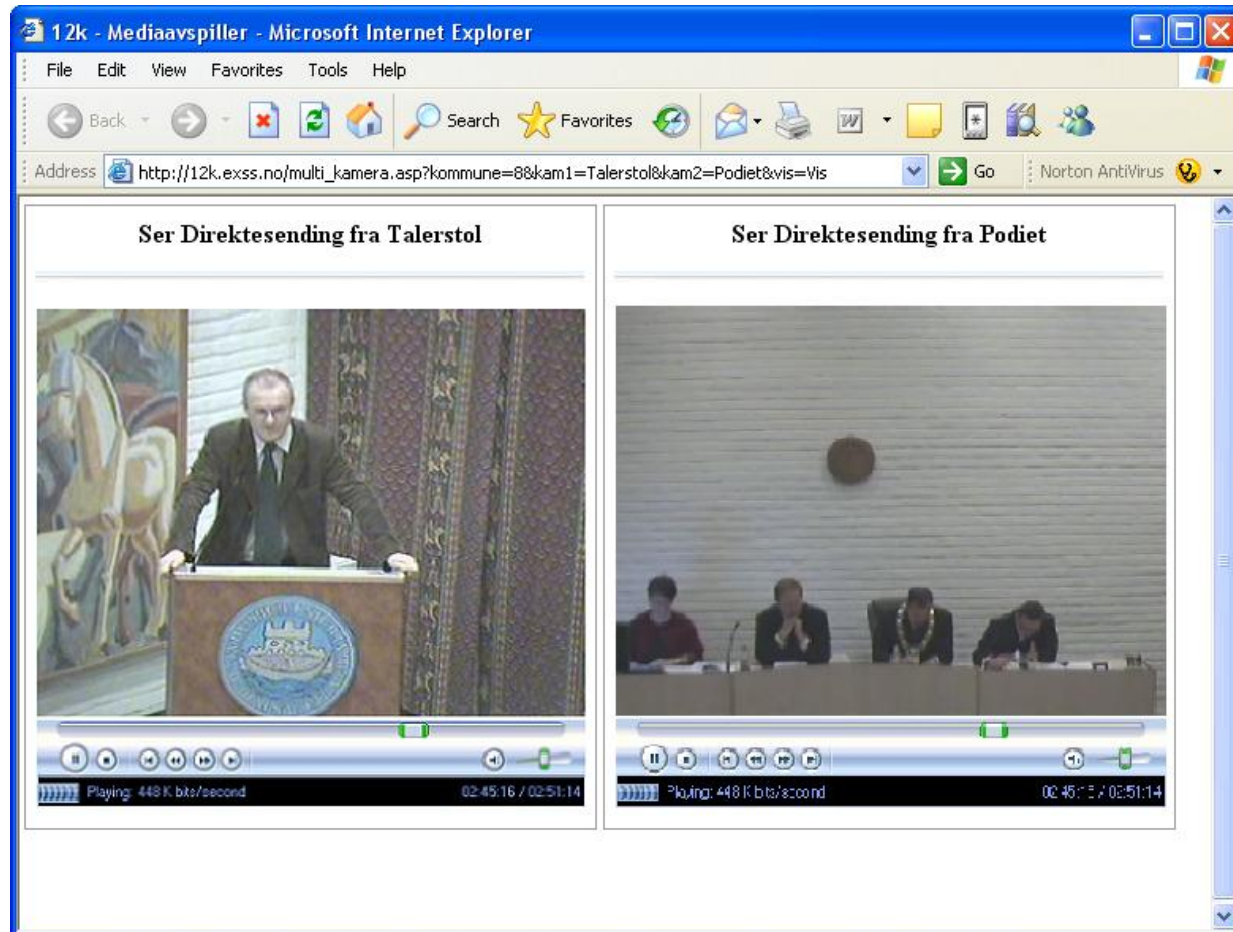 12k - Mediaavspiller - Microsoft Internet Explorer
File Edit View Favorites Tools Help
Back Search Favorites W
Address http://12k.exss.no/multi_kamera.asp?kommune=8&kam1=Talerstol&kam2=Podiet&vis=Vis Go Norton AntiVirus
Ser Direktesending fra Talerstol
Ser Direktesending fra Podiet
Playing: 448 K bits/second 02:45:16 / 02:51:14
Playing: 448 K bits/second 02:45:15 / 02:51:14